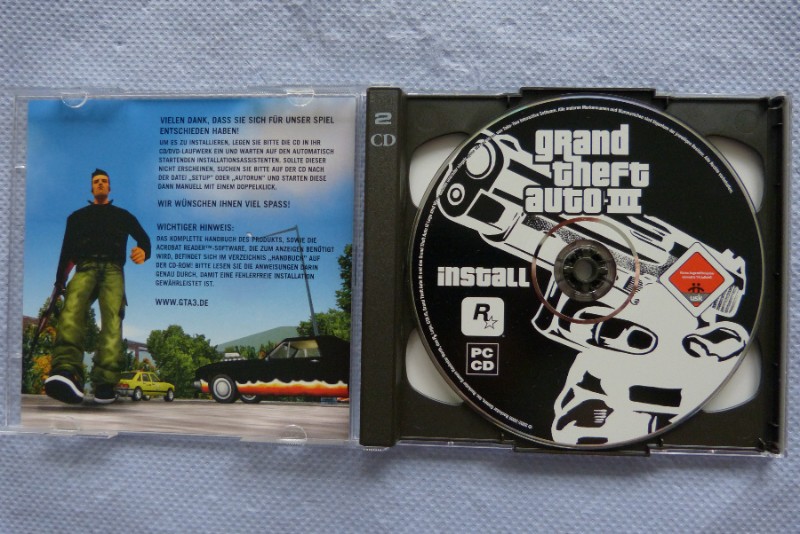 VIELEN DANK, DASS SIE SICH FÜR UNSER SPIEL
ENTSCHIEDEN HABEN!
UM ES ZU INSTALLIEREN, LEGEN SIE BITTE DIE CD IN IHR
CD/DVD-LAUFWERK EIN UND WARTEN AUF DEN AUTOMATISCH
STARTENDEN INSTALLATIONSASSISTENTEN. SOLLTE DIESER
NICHT ERSCHEINEN, SUCHEN SIE BITTE AUF DER CD NACH
DER DATEI „SETUP" ODER „AUTORUN" UND STARTEN DIESE
DANN MANUELL MIT EINEM DOPPELKLICK.
WIR WÜNSCHEN IHNEN VIEL SPASS!
WICHTIGER HINWEIS:
DAS KOMPLETTE HANDBUCH DES PRODUKTS, SOWIE DIE
ACROBAT READER™-SOFTWARE, DIE ZUM ANZEIGEN BENÖTIGT
WIRD, BEFINDET SICH IM VERZEICHNIS „HANDBUCH" AUF
DER CD-ROM! BITTE LESEN SIE DIE ANWEISUNGEN DARIN
GENAU DURCH, DAMIT EINE FEHLERFREIE INSTALLATION
GEWÄHRLEISTET IST.
WWW.GTA3.DE
2
CD
grand
theft
auto III
install
R
PC
CD
usk